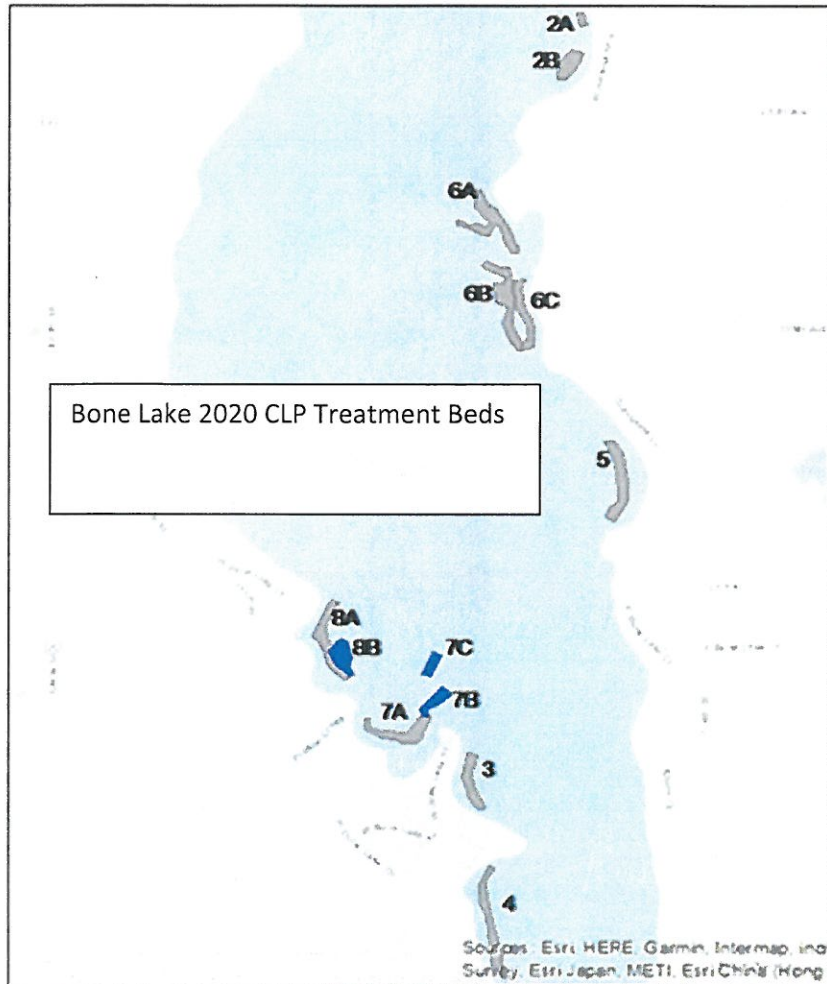 2A
2B
6A
6B
6C
Bone Lake 2020 CLP Treatment Beds
5
8A
8B
7C
7B
7A
3
4
Sources: Esri, HERE, Garmin, Intermap,
Survey, Esri Japan, METI, Esri China (Hong